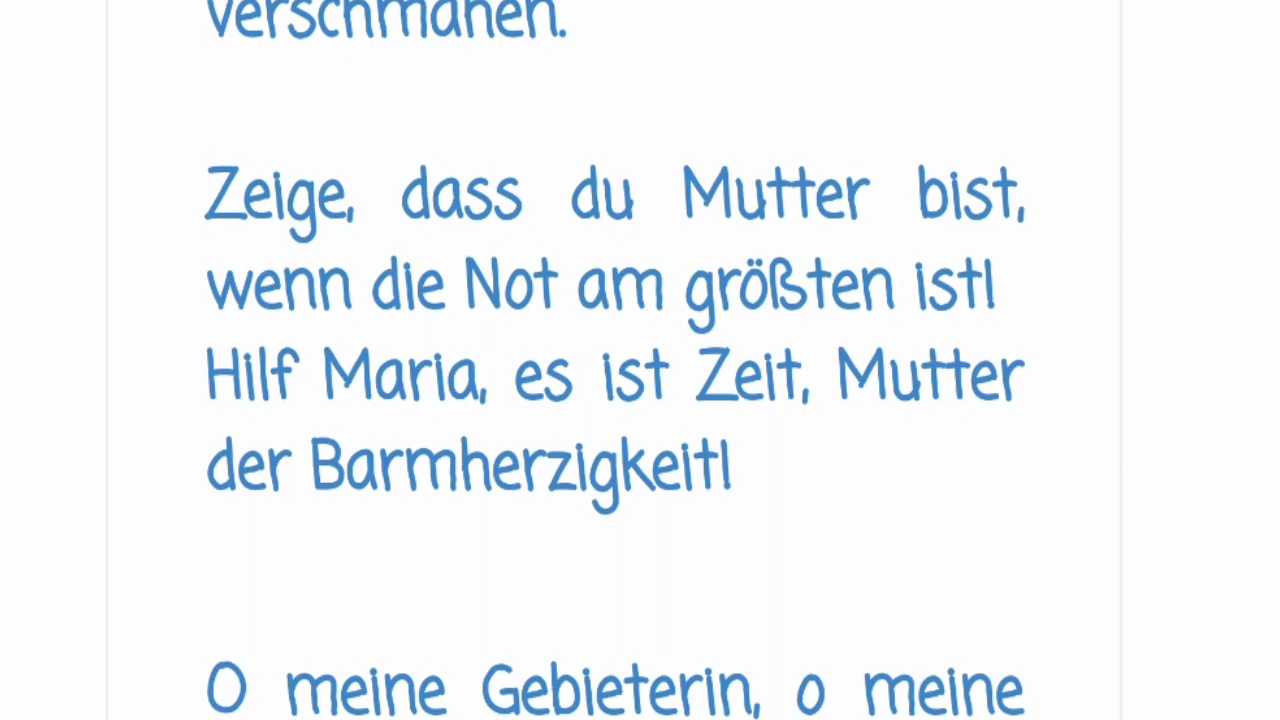 verschmähen.
Zeige, dass du Mutter bist,
wenn die Not am größten ist!
Hilf Maria, es ist Zeit, Mutter
der Barmherzigkeit!
O meine Gebieterin, o meine